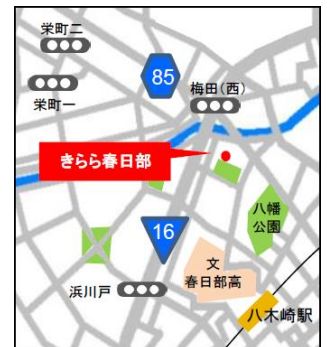 栄町二
85
梅田(西)
栄町一
きらら春日部
八幡
公園
16
文
春日部高
浜川戸
八木崎駅